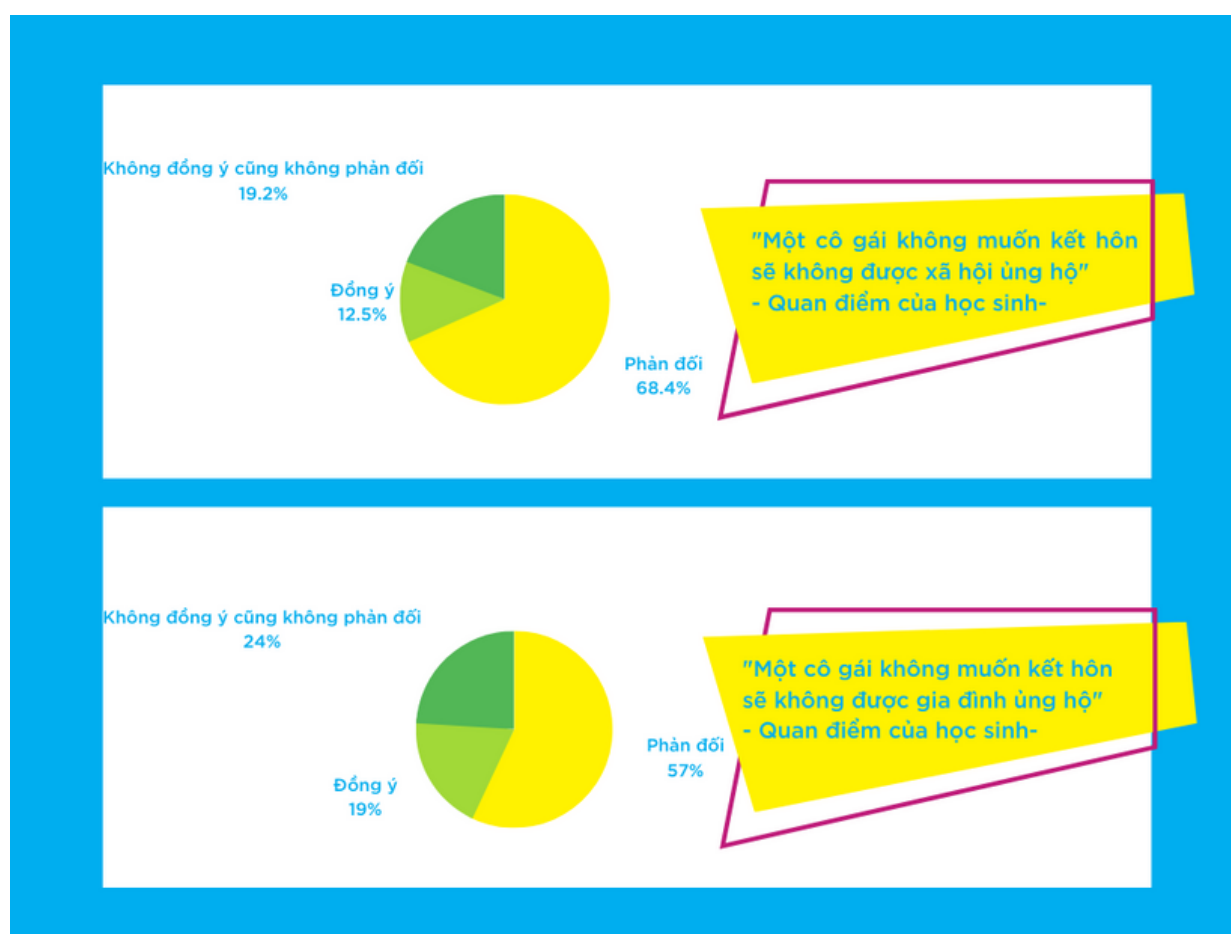 Không đồng ý cũng không phản đối
19.2%
Đồng ý
12.5%
Phản đối
68.4%
"Một cô gái không muốn kết hôn
sẽ không được xã hội ủng hộ"
- Quan điểm của học sinh-
Không đồng ý cũng không phản đối
24%
Đồng ý
19%
Phản đối
57%
"Một cô gái không muốn kết hôn
sẽ không được gia đình ủng hộ"
- Quan điểm của học sinh-